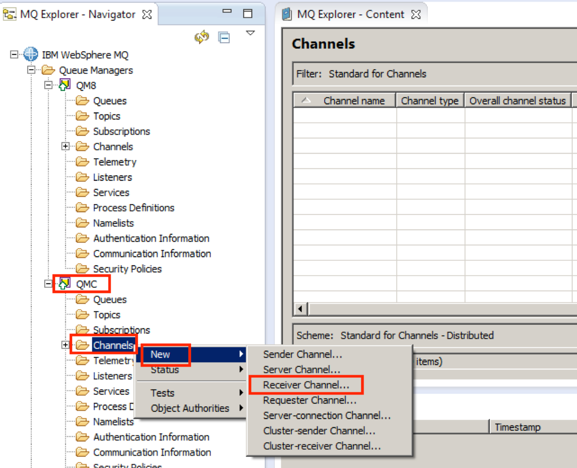 MQ Explorer - Navigator
IBM WebSphere MQ
Queue Managers
QM8
Queues
Topics
Subscriptions
Channels
Telemetry
Listeners
Services
Process Definitions
Namelists
Authentication Information
Communication Information
Security Policies
QMC
Queues
Topics
Subscriptions
Channels
Telemetry
Listeners
Services
Process D
Namelists
Authentication Information
Communication Information
Security Policies
New
Status
Tests
Object Authorities
Sender Channel...
Server Channel...
Receiver Channel...
Requester Channel...
Server-connection Channel...
Cluster-sender Channel...
Cluster-receiver Channel...
MQ Explorer - Content
Channels
Filter: Standard for Channels
Channel name Channel type Overall channel status
Scheme: Standard for Channels - Distributed
items)
Timestamp